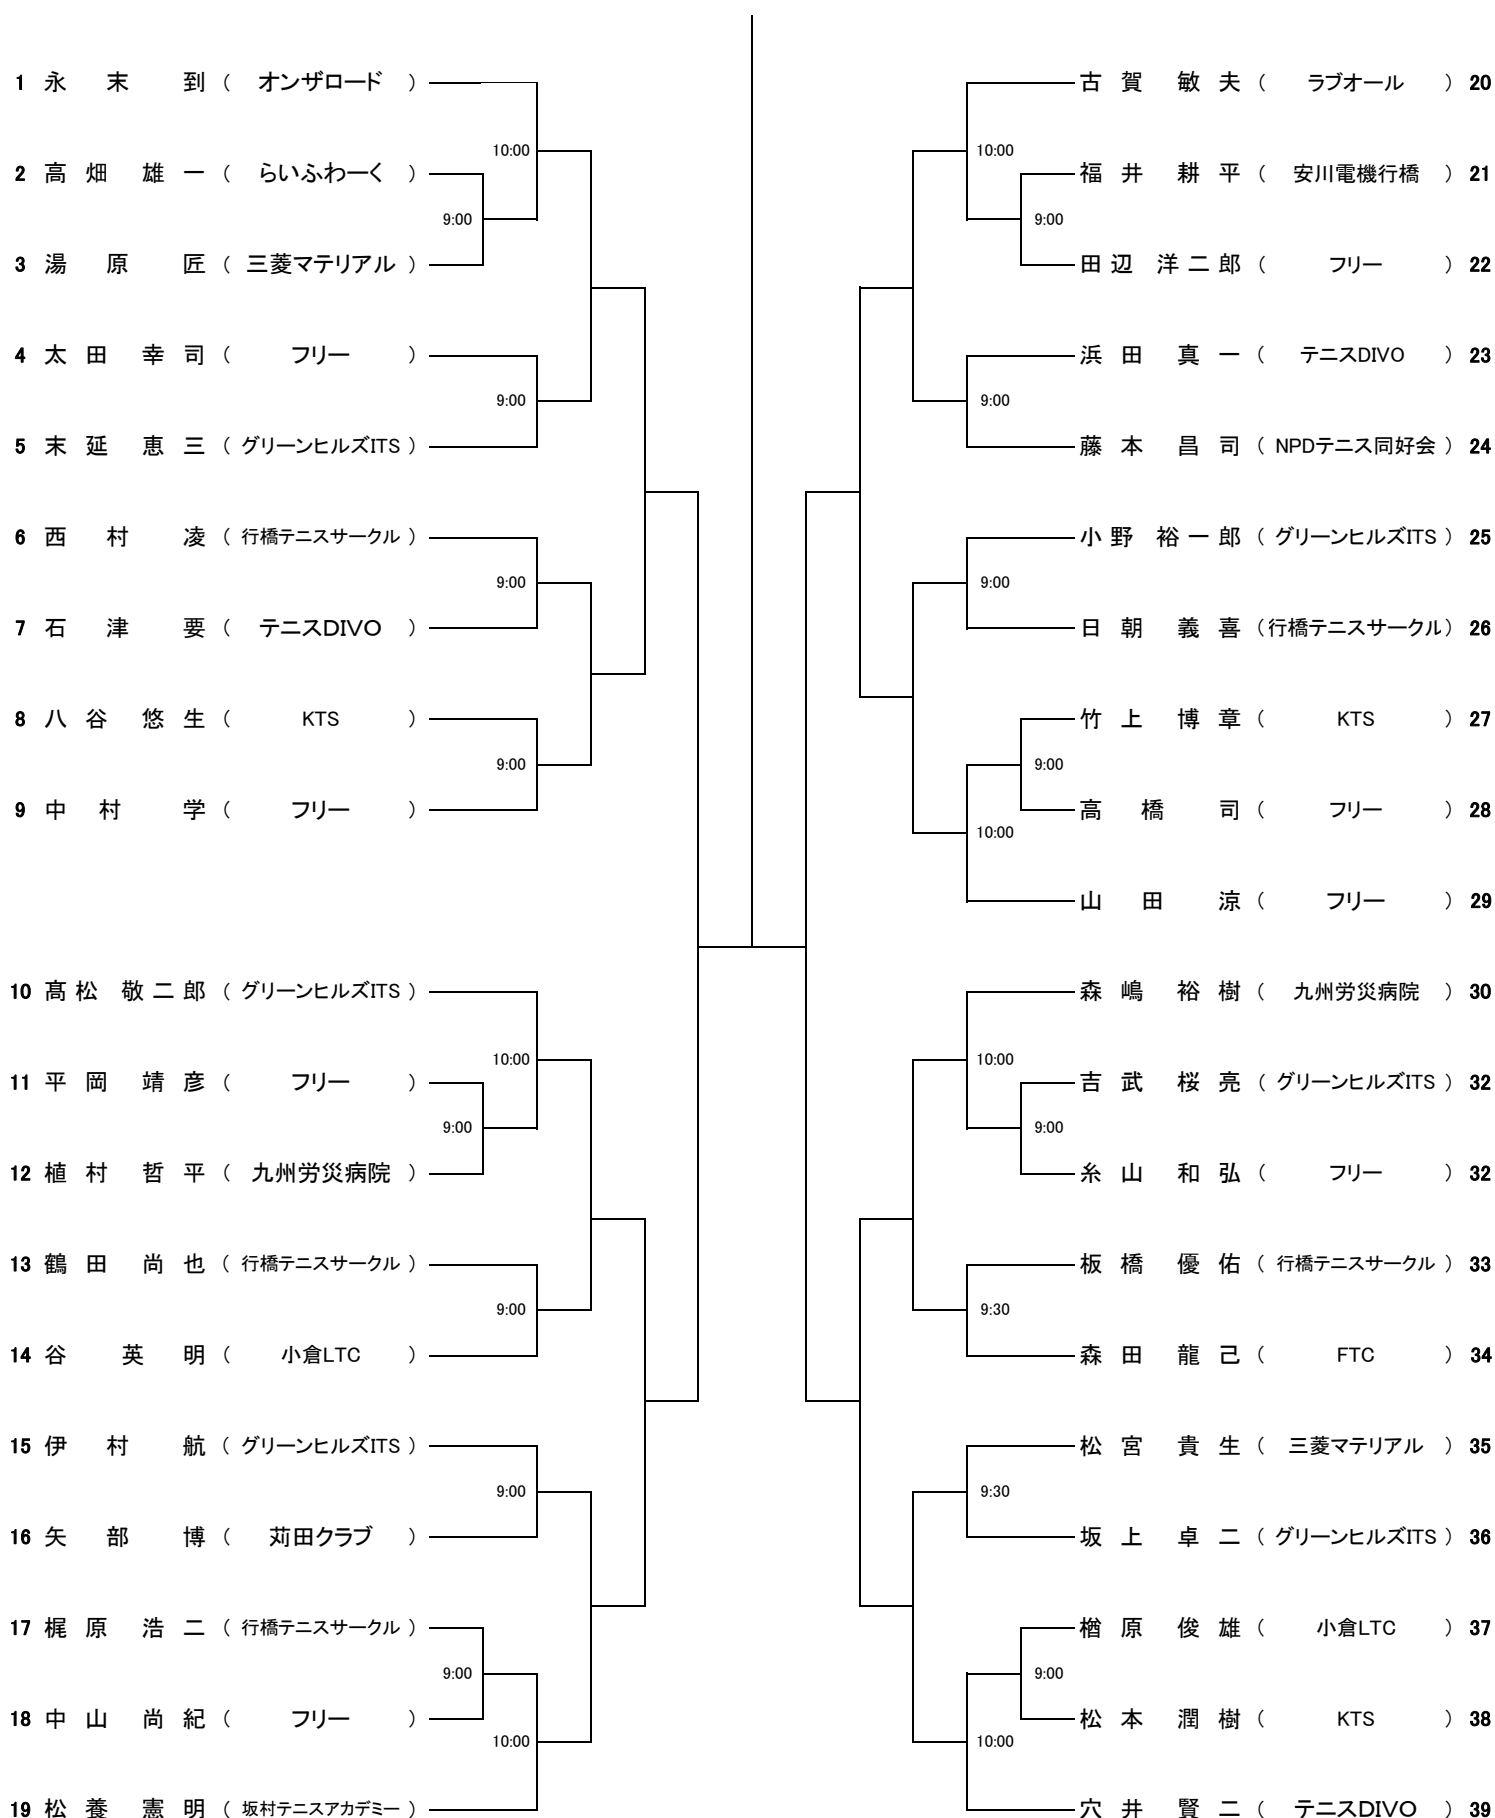 1 永 末 到 ( オンザロード )
10:00
2 高 畑 雄 一 ( らいふわーく )
9:00
3 湯 原 匠 ( 三菱マテリアル )
4 太 田 幸 司 ( フリー )
9:00
5 末 延 恵 三 ( グリーンヒルズITS )
6 西 村 凌 ( 行橋テニスサークル )
9:00
7 石 津 要 ( テニスDIVO )
8 八 谷 悠 生 ( KTS )
9:00
9 中 村 学 ( フリー )
10 髙 松 敬 二 郎 ( グリーンヒルズITS )
10:00
11 平 岡 靖 彦 ( フリー )
9:00
12 植 村 哲 平 ( 九州労災病院 )
13 鶴 田 尚 也 ( 行橋テニスサークル )
9:00
14 谷 英 明 ( 小倉LTC )
15 伊 村 航 ( グリーンヒルズITS )
9:00
16 矢 部 博 ( 苅田クラブ )
17 梶 原 浩 二 ( 行橋テニスサークル )
9:00
18 中 山 尚 紀 ( フリー )
10:00
19 松 養 憲 明 ( 坂村テニスアカデミー )
古 賀 敏 夫 ( ラブオール ) 20
10:00
福 井 耕 平 ( 安川電機行橋 ) 21
9:00
田 辺 洋 二 郎 ( フリー ) 22
浜 田 真 一 ( テニスDIVO ) 23
9:00
藤 本 昌 司 ( NPDテニス同好会 ) 24
小 野 裕 一 郎 ( グリーンヒルズITS ) 25
9:00
日 朝 義 喜 ( 行橋テニスサークル ) 26
竹 上 博 章 ( KTS ) 27
9:00
高 橋 司 ( フリー ) 28
10:00
山 田 涼 ( フリー ) 29
森 嶋 裕 樹 ( 九州労災病院 ) 30
10:00
吉 武 桜 亮 ( グリーンヒルズITS ) 32
9:00
糸 山 和 弘 ( フリー ) 32
板 橋 優 佑 ( 行橋テニスサークル ) 33
9:30
森 田 龍 己 ( FTC ) 34
松 宮 貴 生 ( 三菱マテリアル ) 35
9:30
坂 上 卓 二 ( グリーンヒルズITS ) 36
楢 原 俊 雄 ( 小倉LTC ) 37
9:00
松 本 潤 樹 ( KTS ) 38
10:00
穴 井 賢 二 ( テニスDIVO ) 39